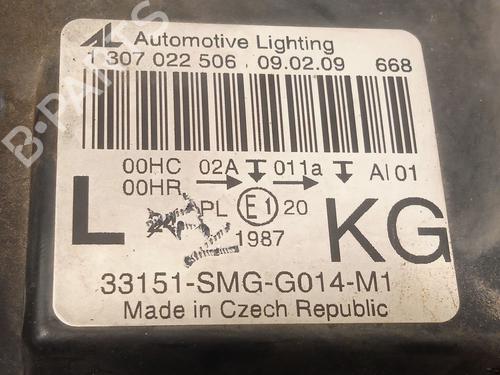 AL Automotive Lighting
1 307 022 506 09.02.09 668
00HC 02A 011a AI 01
00HR
L PL E1 20 KG
1987
33151-SMG-G014-M1
Made in Czech Republic
B-PARTS